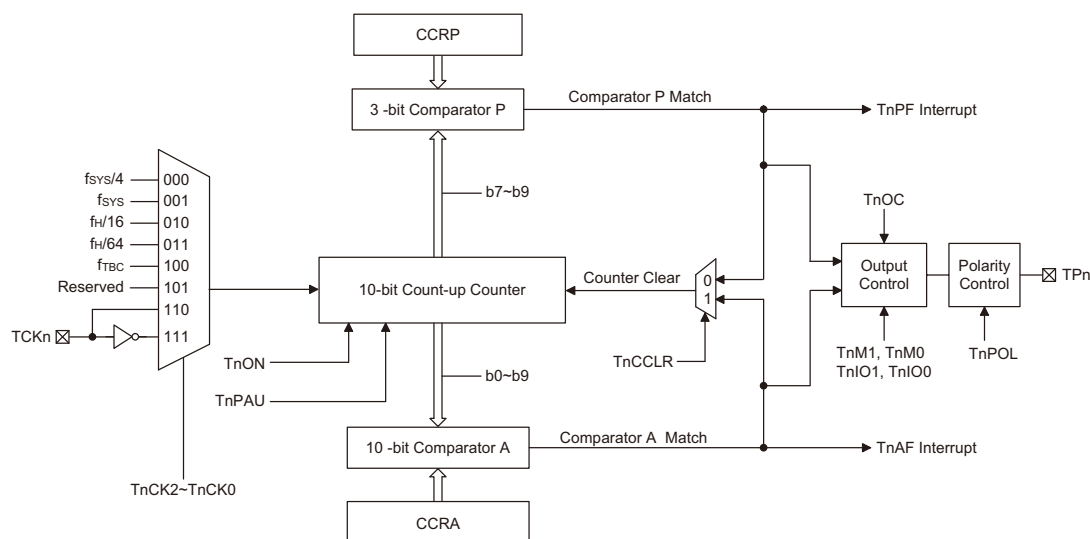 CCRP
3 -bit Comparator P
Comparator P Match
TnPF Interrupt
b7~b9
fSYS/4
000
fSYS
001
fH/16
010
fH/64
011
fTBC
100
Reserved
101
110
TCKn
111
10-bit Count-up Counter
Counter Clear
0
1
TnOC
Output
Control
Polarity
Control
TPn
TnON
TnPAU
b0~b9
TnCCLR
TnM1, TnM0
TnIO1, TnIO0
TnPOL
10 -bit Comparator A
Comparator A Match
TnAF Interrupt
TnCK2~TnCK0
CCRA